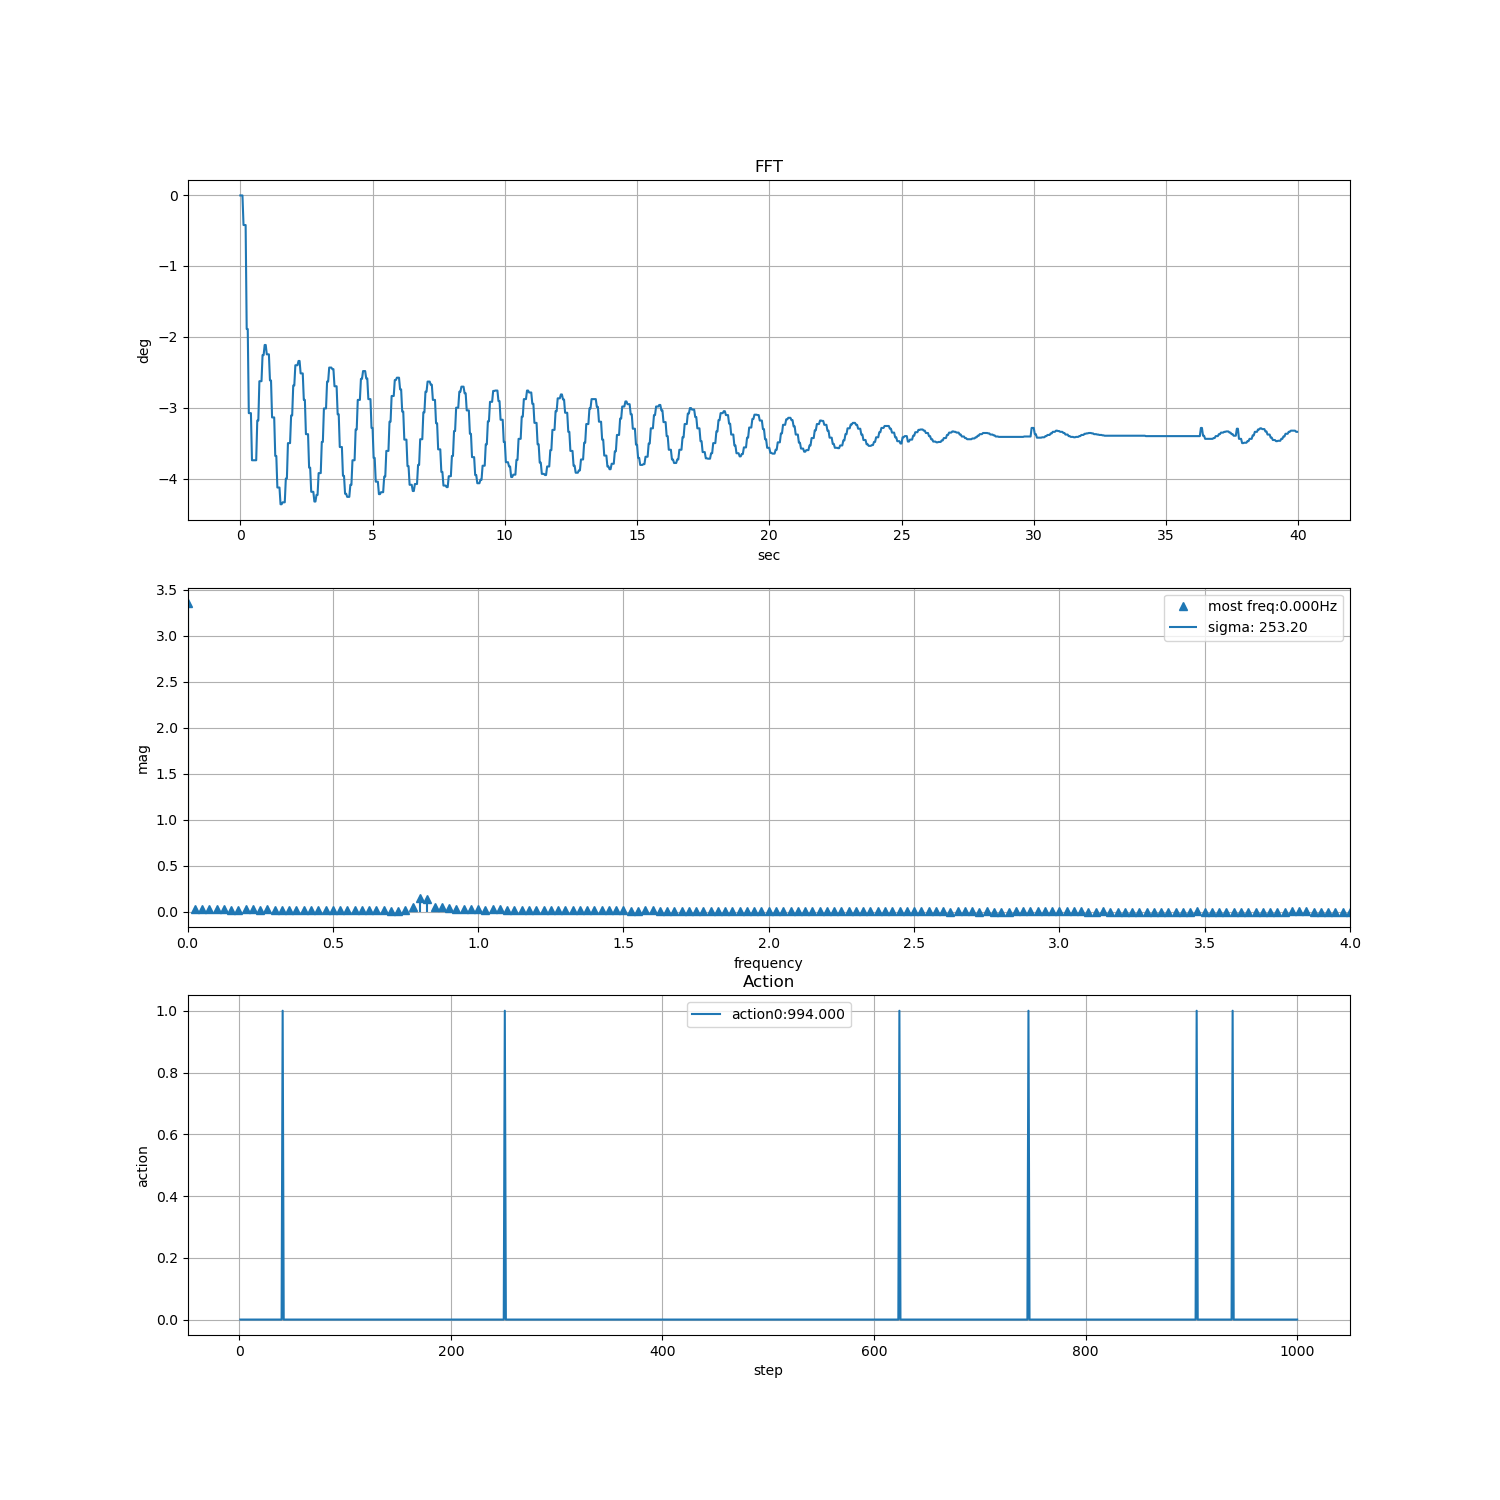 FFT
0
−1
−2
−3
−4
deg
0 5 10 15 20 25 30 35 40
sec
3.5
3.0
2.5
2.0
1.5
1.0
0.5
0.0
mag
most freq:0.000Hz
sigma: 253.20
0.0 0.5 1.0 1.5 2.0 2.5 3.0 3.5 4.0
frequency
Action
1.0
0.8
0.6
0.4
0.2
0.0
action
action0:994.000
0 200 400 600 800 1000
step